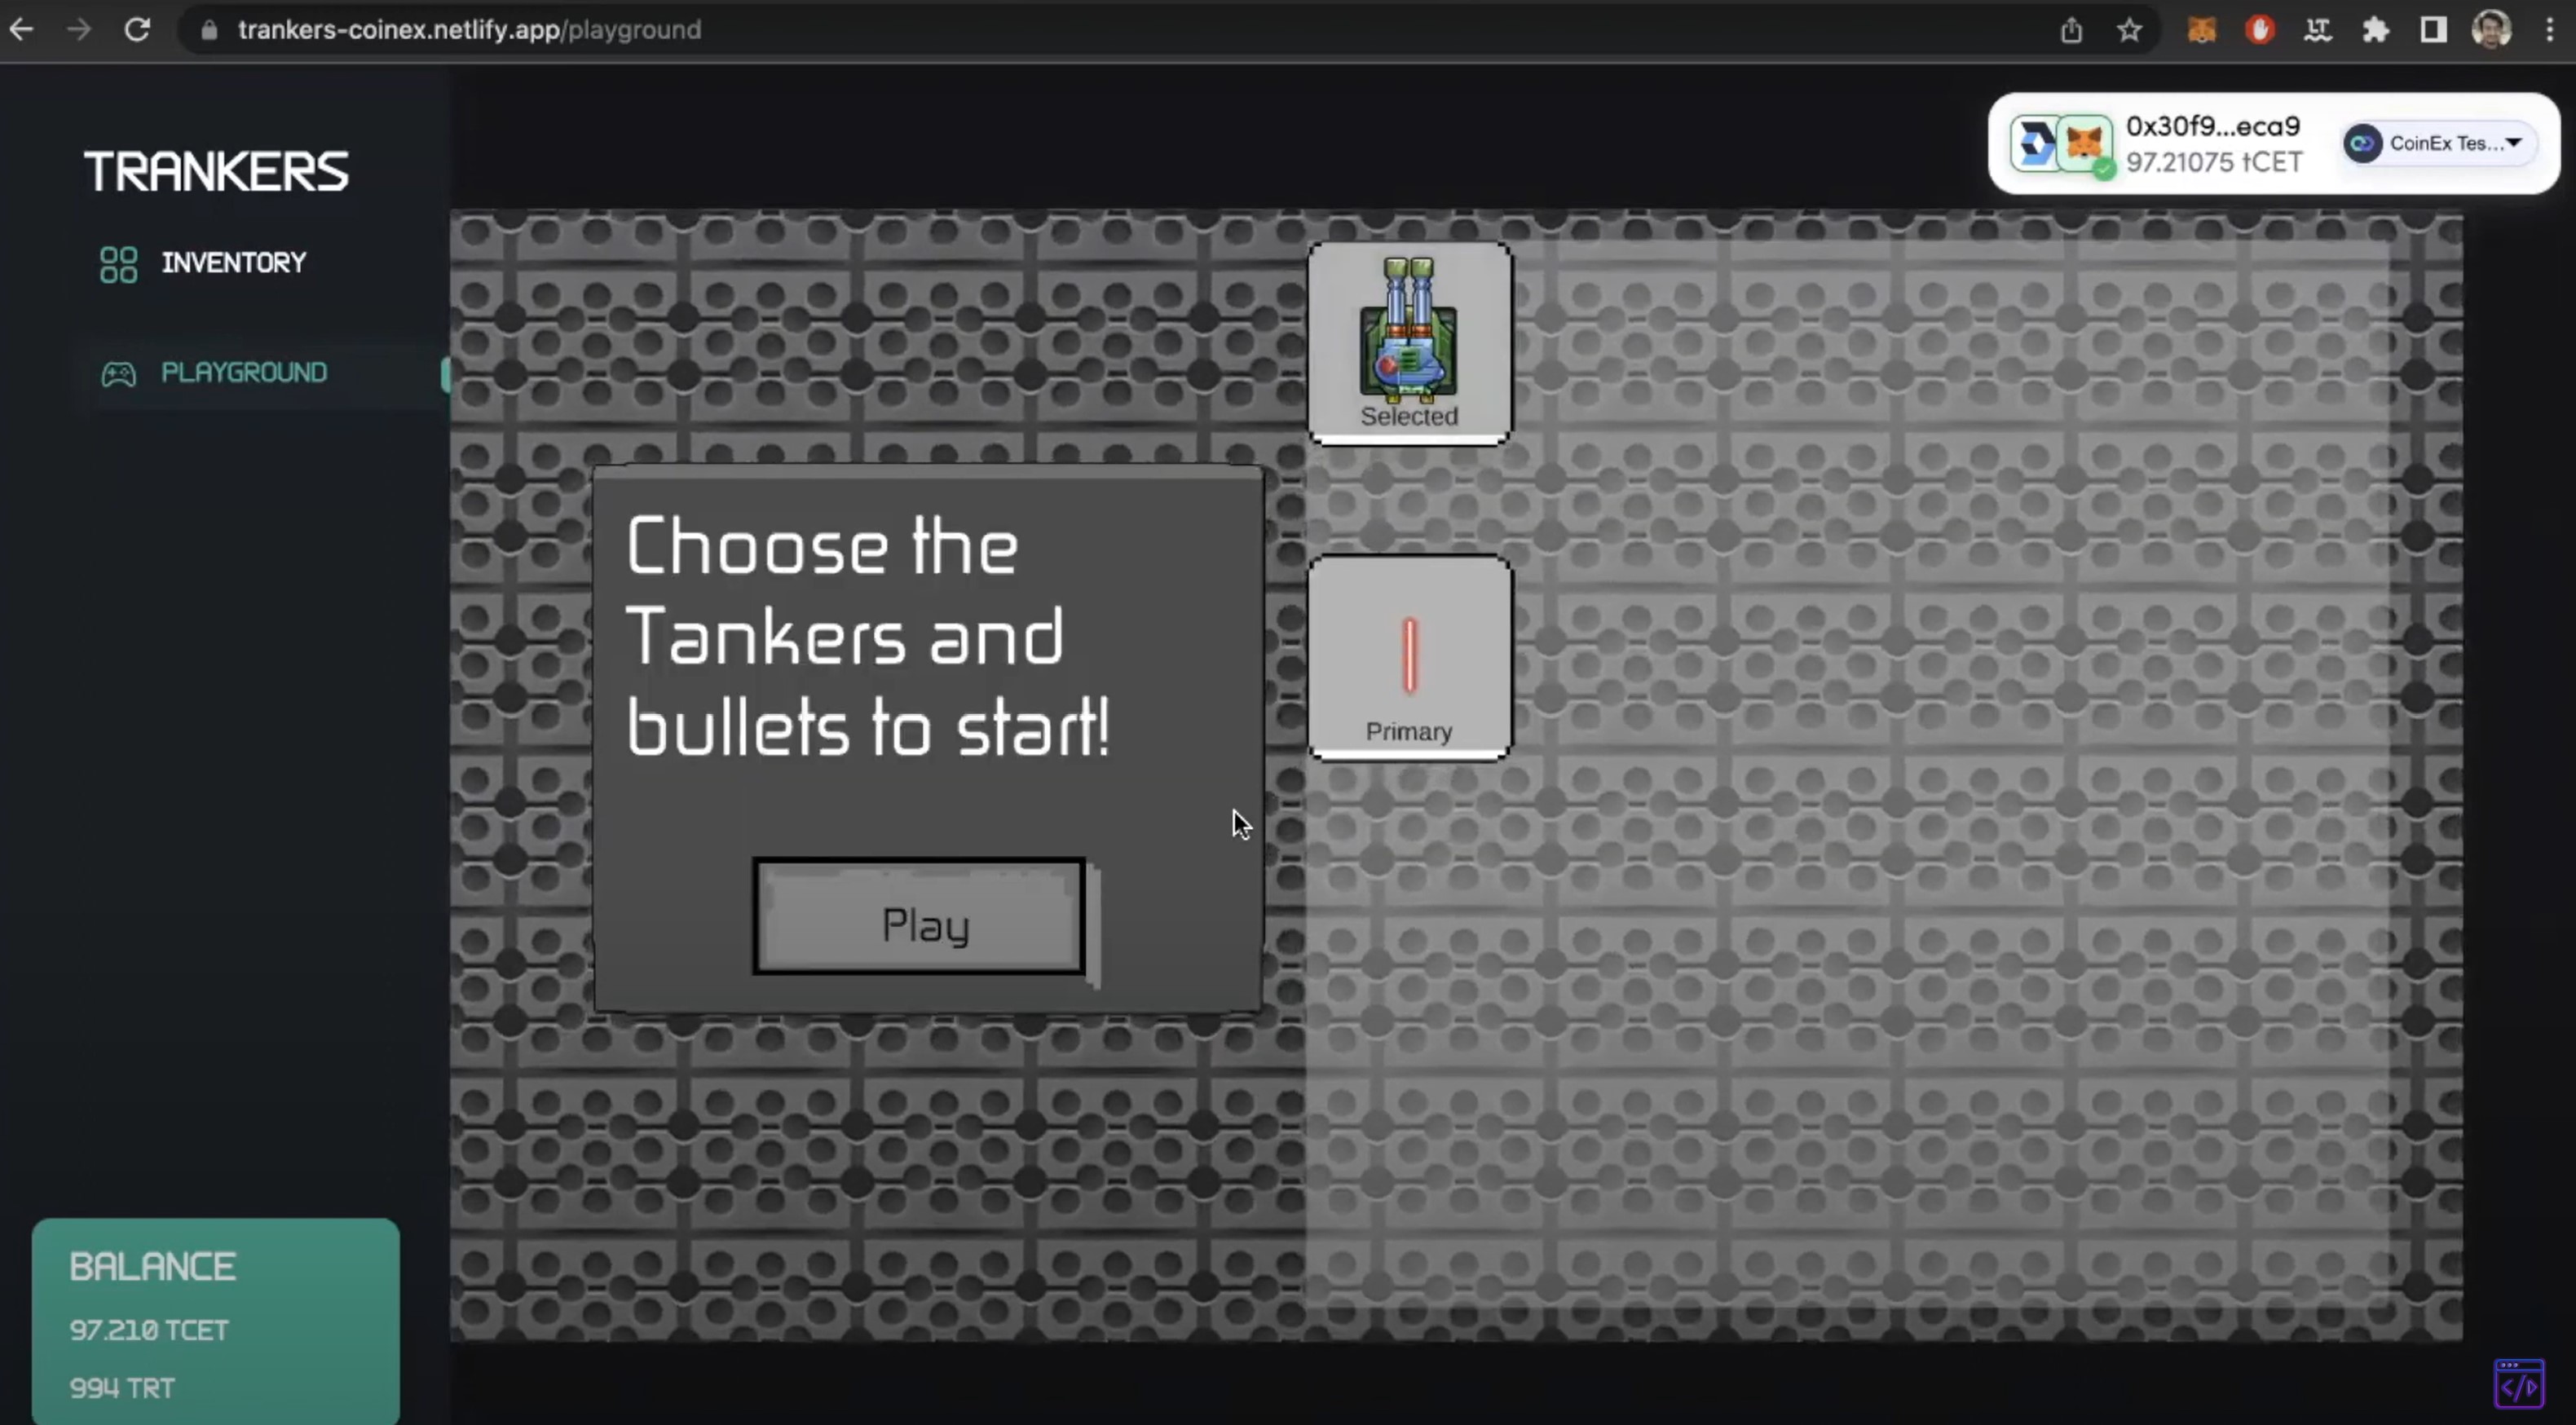 trankers-coinex.netlify.app/playground
TRANKERS
INVENTORY
PLAYGROUND
BALANCE
97.210 TCET
994 TRT
0x30f9...eca9
97.21075 tCET
CoinEx Tes...
Selected
Choose the
Tankers and
bullets to start!
Play
Primary